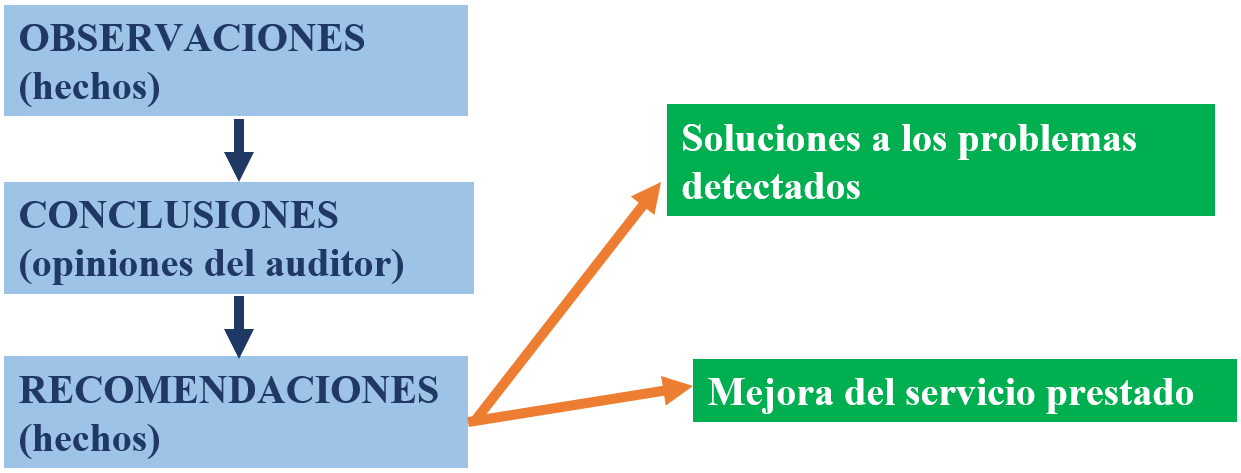 OBSERVACIONES
(hechos)
CONCLUSIONES
(opiniones del auditor)
RECOMENDACIONES
(hechos)
Soluciones a los problemas
detectados
Mejora del servicio prestado